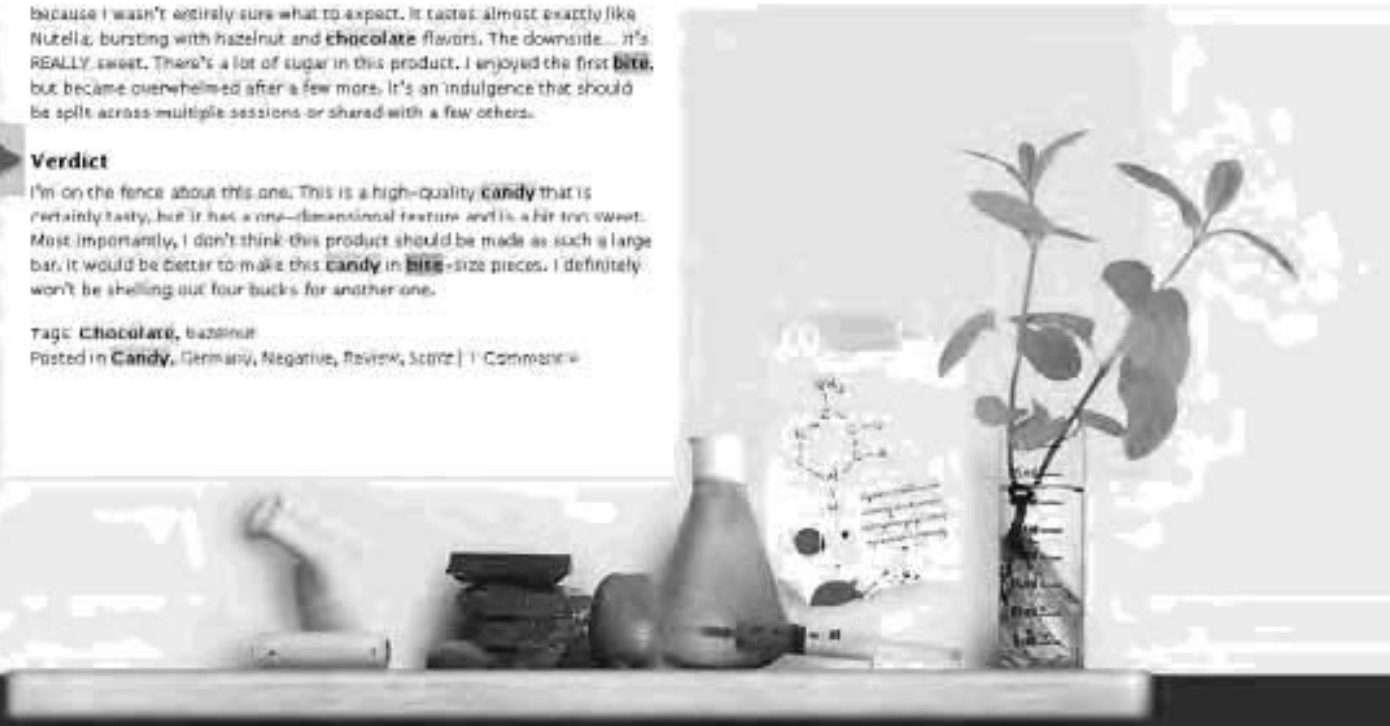 because I wasn't entirely sure what to expect. It tastes almost exactly like
Nutella, bursting with hazelnut and chocolate flavors. The downside... It's
REALLY sweet. There's a lot of sugar in this product. I enjoyed the first bite,
but became overwhelmed after a few more. It's an indulgence that should
be split across multiple sessions or shared with a few others.
Verdict
I'm on the fence about this one. This is a high-quality candy that is
certainly tasty, but it has a one-dimensional texture and is a bit too sweet.
Most importantly, I don't think this product should be made as such a large
bar. It would be better to make this candy in bite-size pieces. I definitely
won't be shelling out four bucks for another one.
Tags: Chocolate, hazelnut
Posted in Candy, Germany, Negative, Review, Scott | 1 Comment »